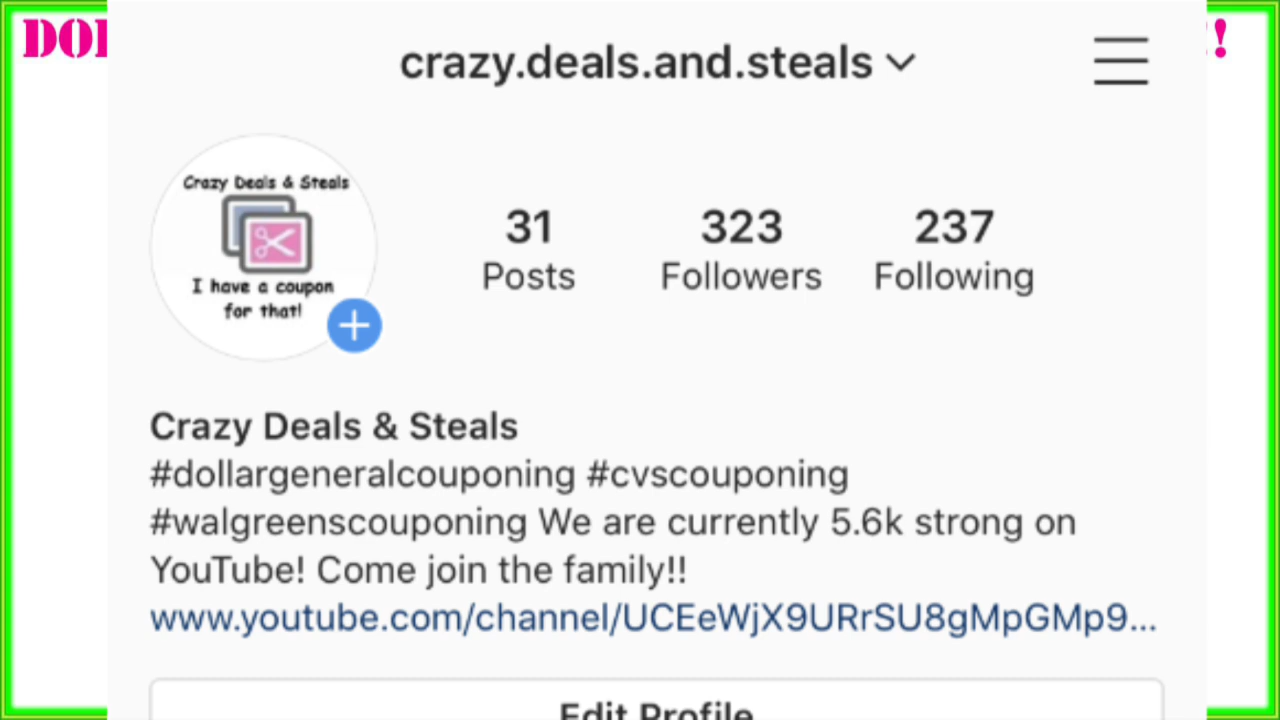 crazy.deals.and.steals
Crazy Deals & Steals
I have a coupon
for that!
31
Posts
323
Followers
237
Following
Crazy Deals & Steals
#dollargeneralcouponing #cvscouponing
#walgreenscouponing We are currently 5.6k strong on
YouTube! Come join the family!!
www.youtube.com/channel/UCEeWjX9URrSU8gMpGMp9...
Edit Profile